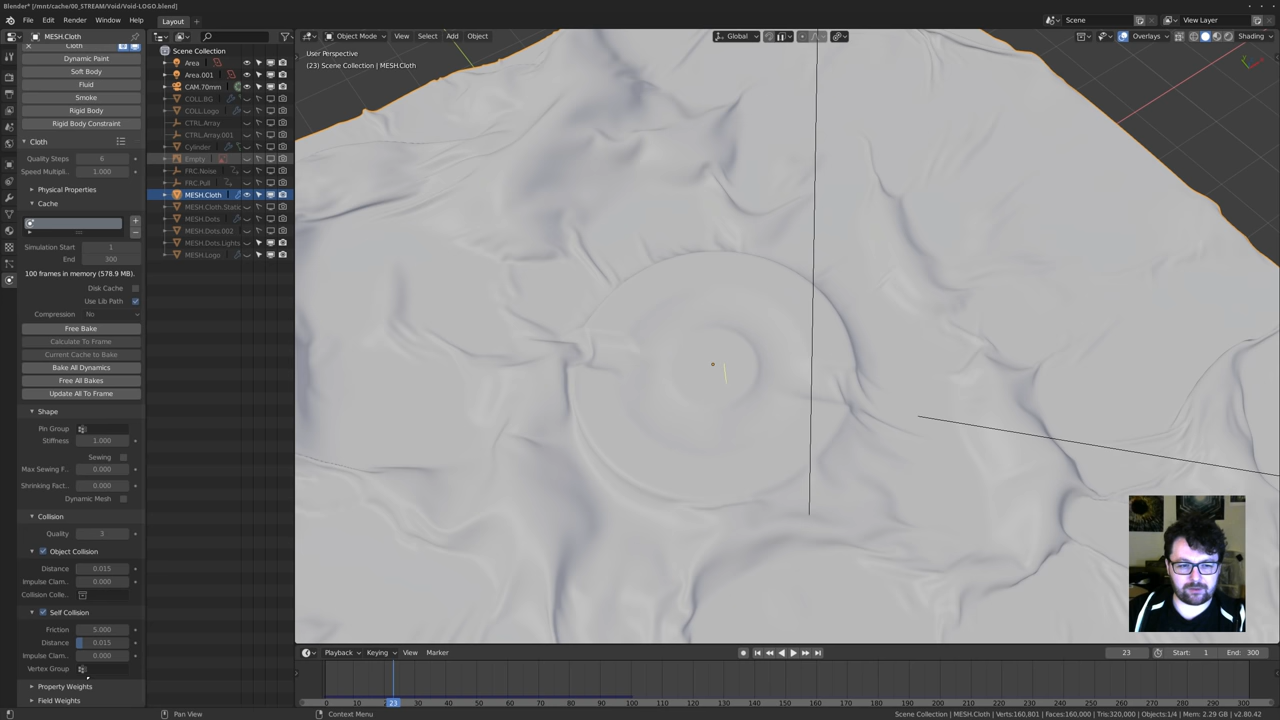 Blender* [/mnt/cache/00_STREAM/Void/Void-LOGO.blend]
File Edit Render Window Help Layout
Scene View Layer
MESH.Cloth
Cloth
Dynamic Paint
Soft Body
Fluid
Smoke
Rigid Body
Rigid Body Constraint
Cloth
Quality Steps 6
Speed Multipli.. 1.000
Physical Properties
Cache
Simulation Start 1
End 300
100 frames in memory (578.9 MB).
Disk Cache
Use Lib Path
Compression No
Free Bake
Calculate To Frame
Current Cache to Bake
Bake All Dynamics
Free All Bakes
Update All To Frame
Shape
Pin Group
Stiffness 1.000
Sewing
Max Sewing F.. 0.000
Shrinking Fact.. 0.000
Dynamic Mesh
Collision
Quality 3
Object Collision
Distance 0.015
Impulse Clam.. 0.000
Collision Colle..
Self Collision
Friction 5.000
Distance 0.015
Impulse Clam.. 0.000
Vertex Group
Property Weights
Field Weights
Scene Collection
Area
Area.001
CAM.70mm
COLL.BG
COLL.Logo
CTRL.Array
CTRL.Array.001
Cylinder
Empty
FRC.Noise
FRC.Pull
MESH.Cloth
MESH.Cloth.Static
MESH.Dots
MESH.Dots.002
MESH.Dots.Lights
MESH.Logo
Object Mode View Select Add Object Global Overlays Shading
User Perspective
(23) Scene Collection | MESH.Cloth
Playback Keying View Marker 23 Start: 1 End: 300
0 10 23 30 40 50 60 70 80 90 100 110 120 130 140 150 160 170 180 190 200 210 220 230 240 250 260 270 280 290 300
Pan View Context Menu Scene Collection | MESH.Cloth | Verts:160,801 | Faces:160,000 | Tris:320,000 | Objects:1/4 | Mem: 2.29 GB | v2.80.42